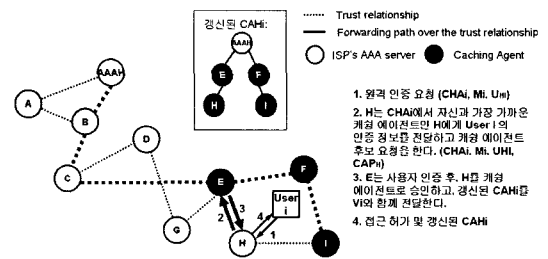 Trust relationship
Forwarding path over the trust relationship
ISP's AAA server
Caching Agent
갱신된 CAHi:
AAAH
E
F
H
I
AAAH
A
B
C
D
E
F
G
H
I
User
i
1
2
3
4
1. 원격 인증 요청 (CHAi, Mi, UHI)
2. H는 CHAi에서 자신과 가장 가까운
캐싱 에이전트인 H에게 User i 의
인증 정보를 전달하고 캐싱 에이전트
후보 요청을 한다. (CHAi, Mi, UHI,
CAPH)
3. E는 사용자 인증 후, H를 캐싱
에이전트로 승인하고, 갱신된 CAHi를
Vi와 함께 전달한다.
4. 접근 허가 및 갱신된 CAHi